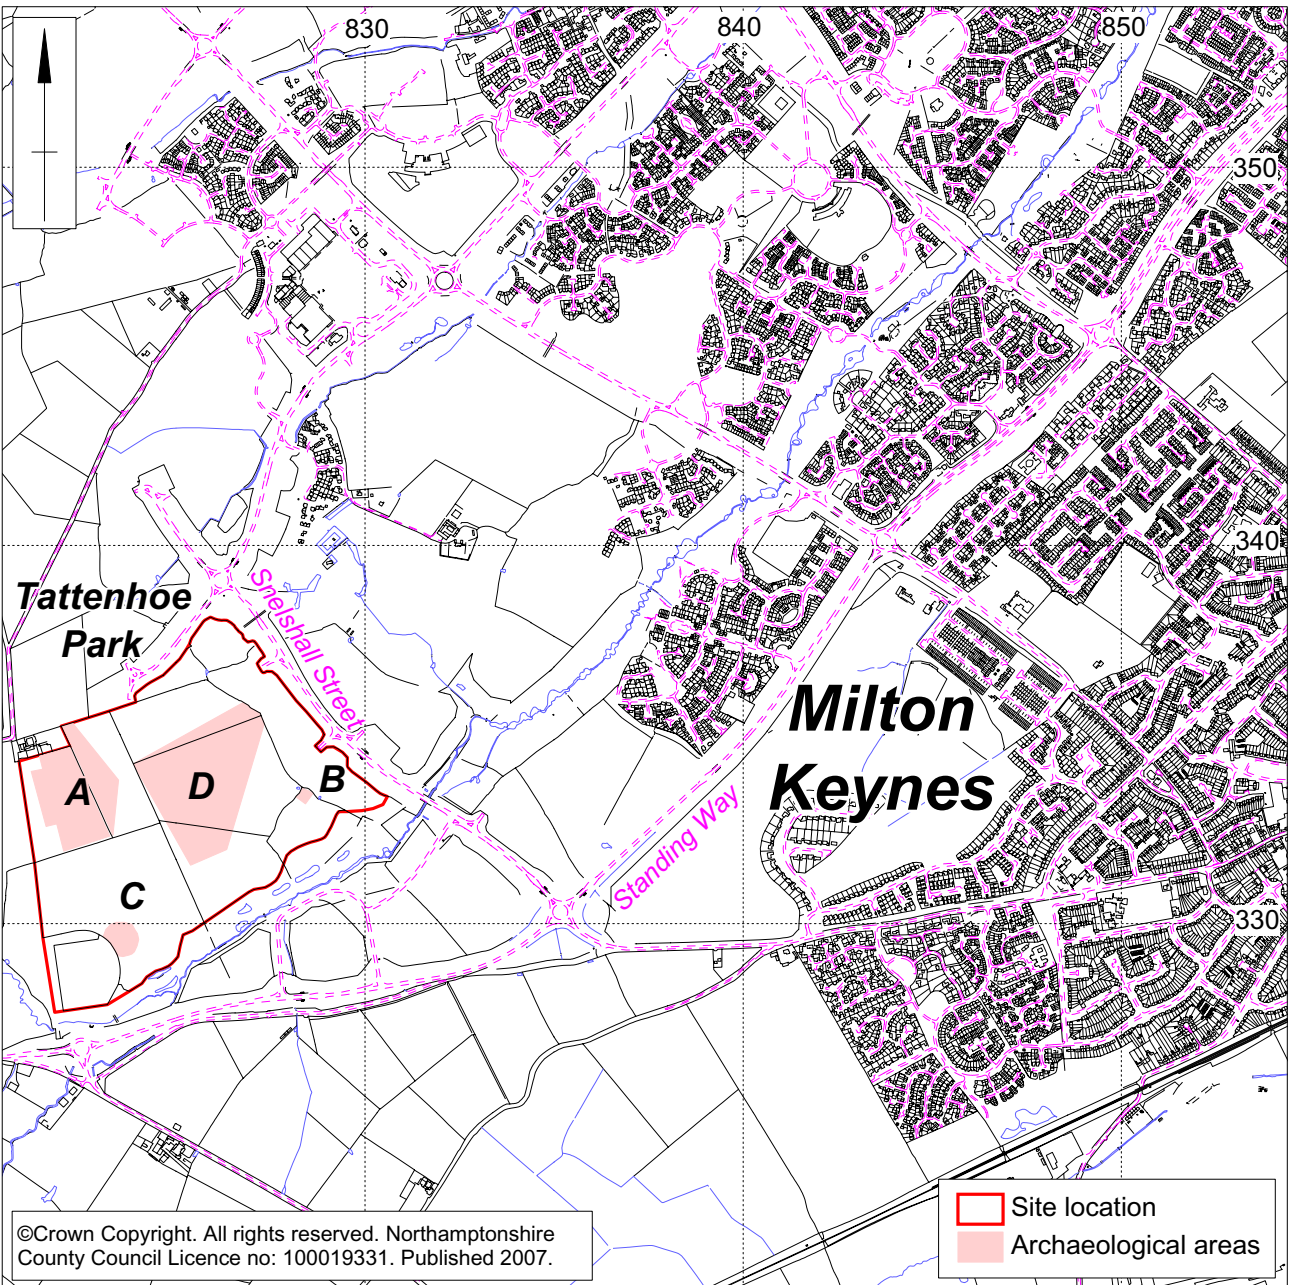 830
840
850
350
340
Tattenhoe
Park
Snelshall Street
Milton
Keynes
A
D
B
C
Standing Way
330
Site location
Archaeological areas
©Crown Copyright. All rights reserved. Northamptonshire
County Council Licence no: 100019331. Published 2007.